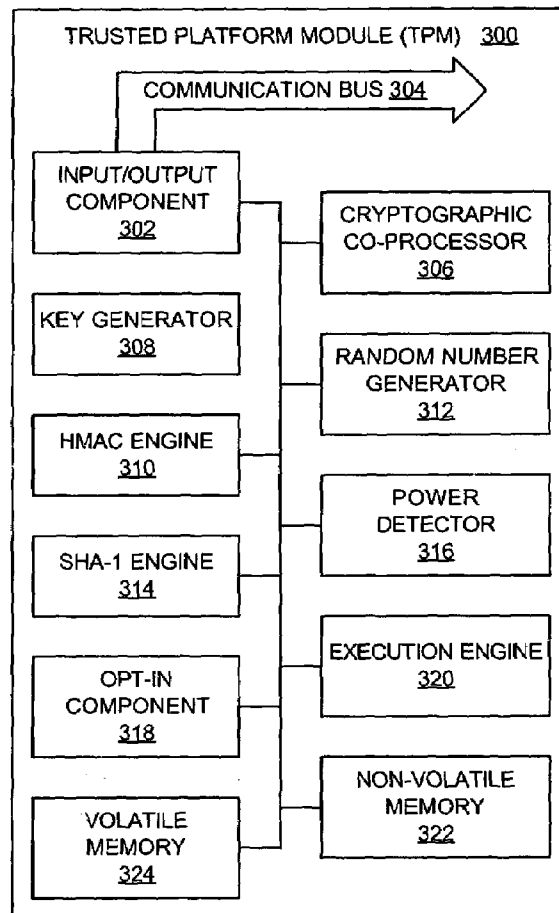 TRUSTED PLATFORM MODULE (TPM) 300
COMMUNICATION BUS 304
INPUT/OUTPUT
COMPONENT
302
CRYPTOGRAPHIC
CO-PROCESSOR
306
KEY GENERATOR
308
RANDOM NUMBER
GENERATOR
312
HMAC ENGINE
310
POWER
DETECTOR
316
SHA-1 ENGINE
314
EXECUTION ENGINE
320
OPT-IN
COMPONENT
318
NON-VOLATILE
MEMORY
322
VOLATILE
MEMORY
324